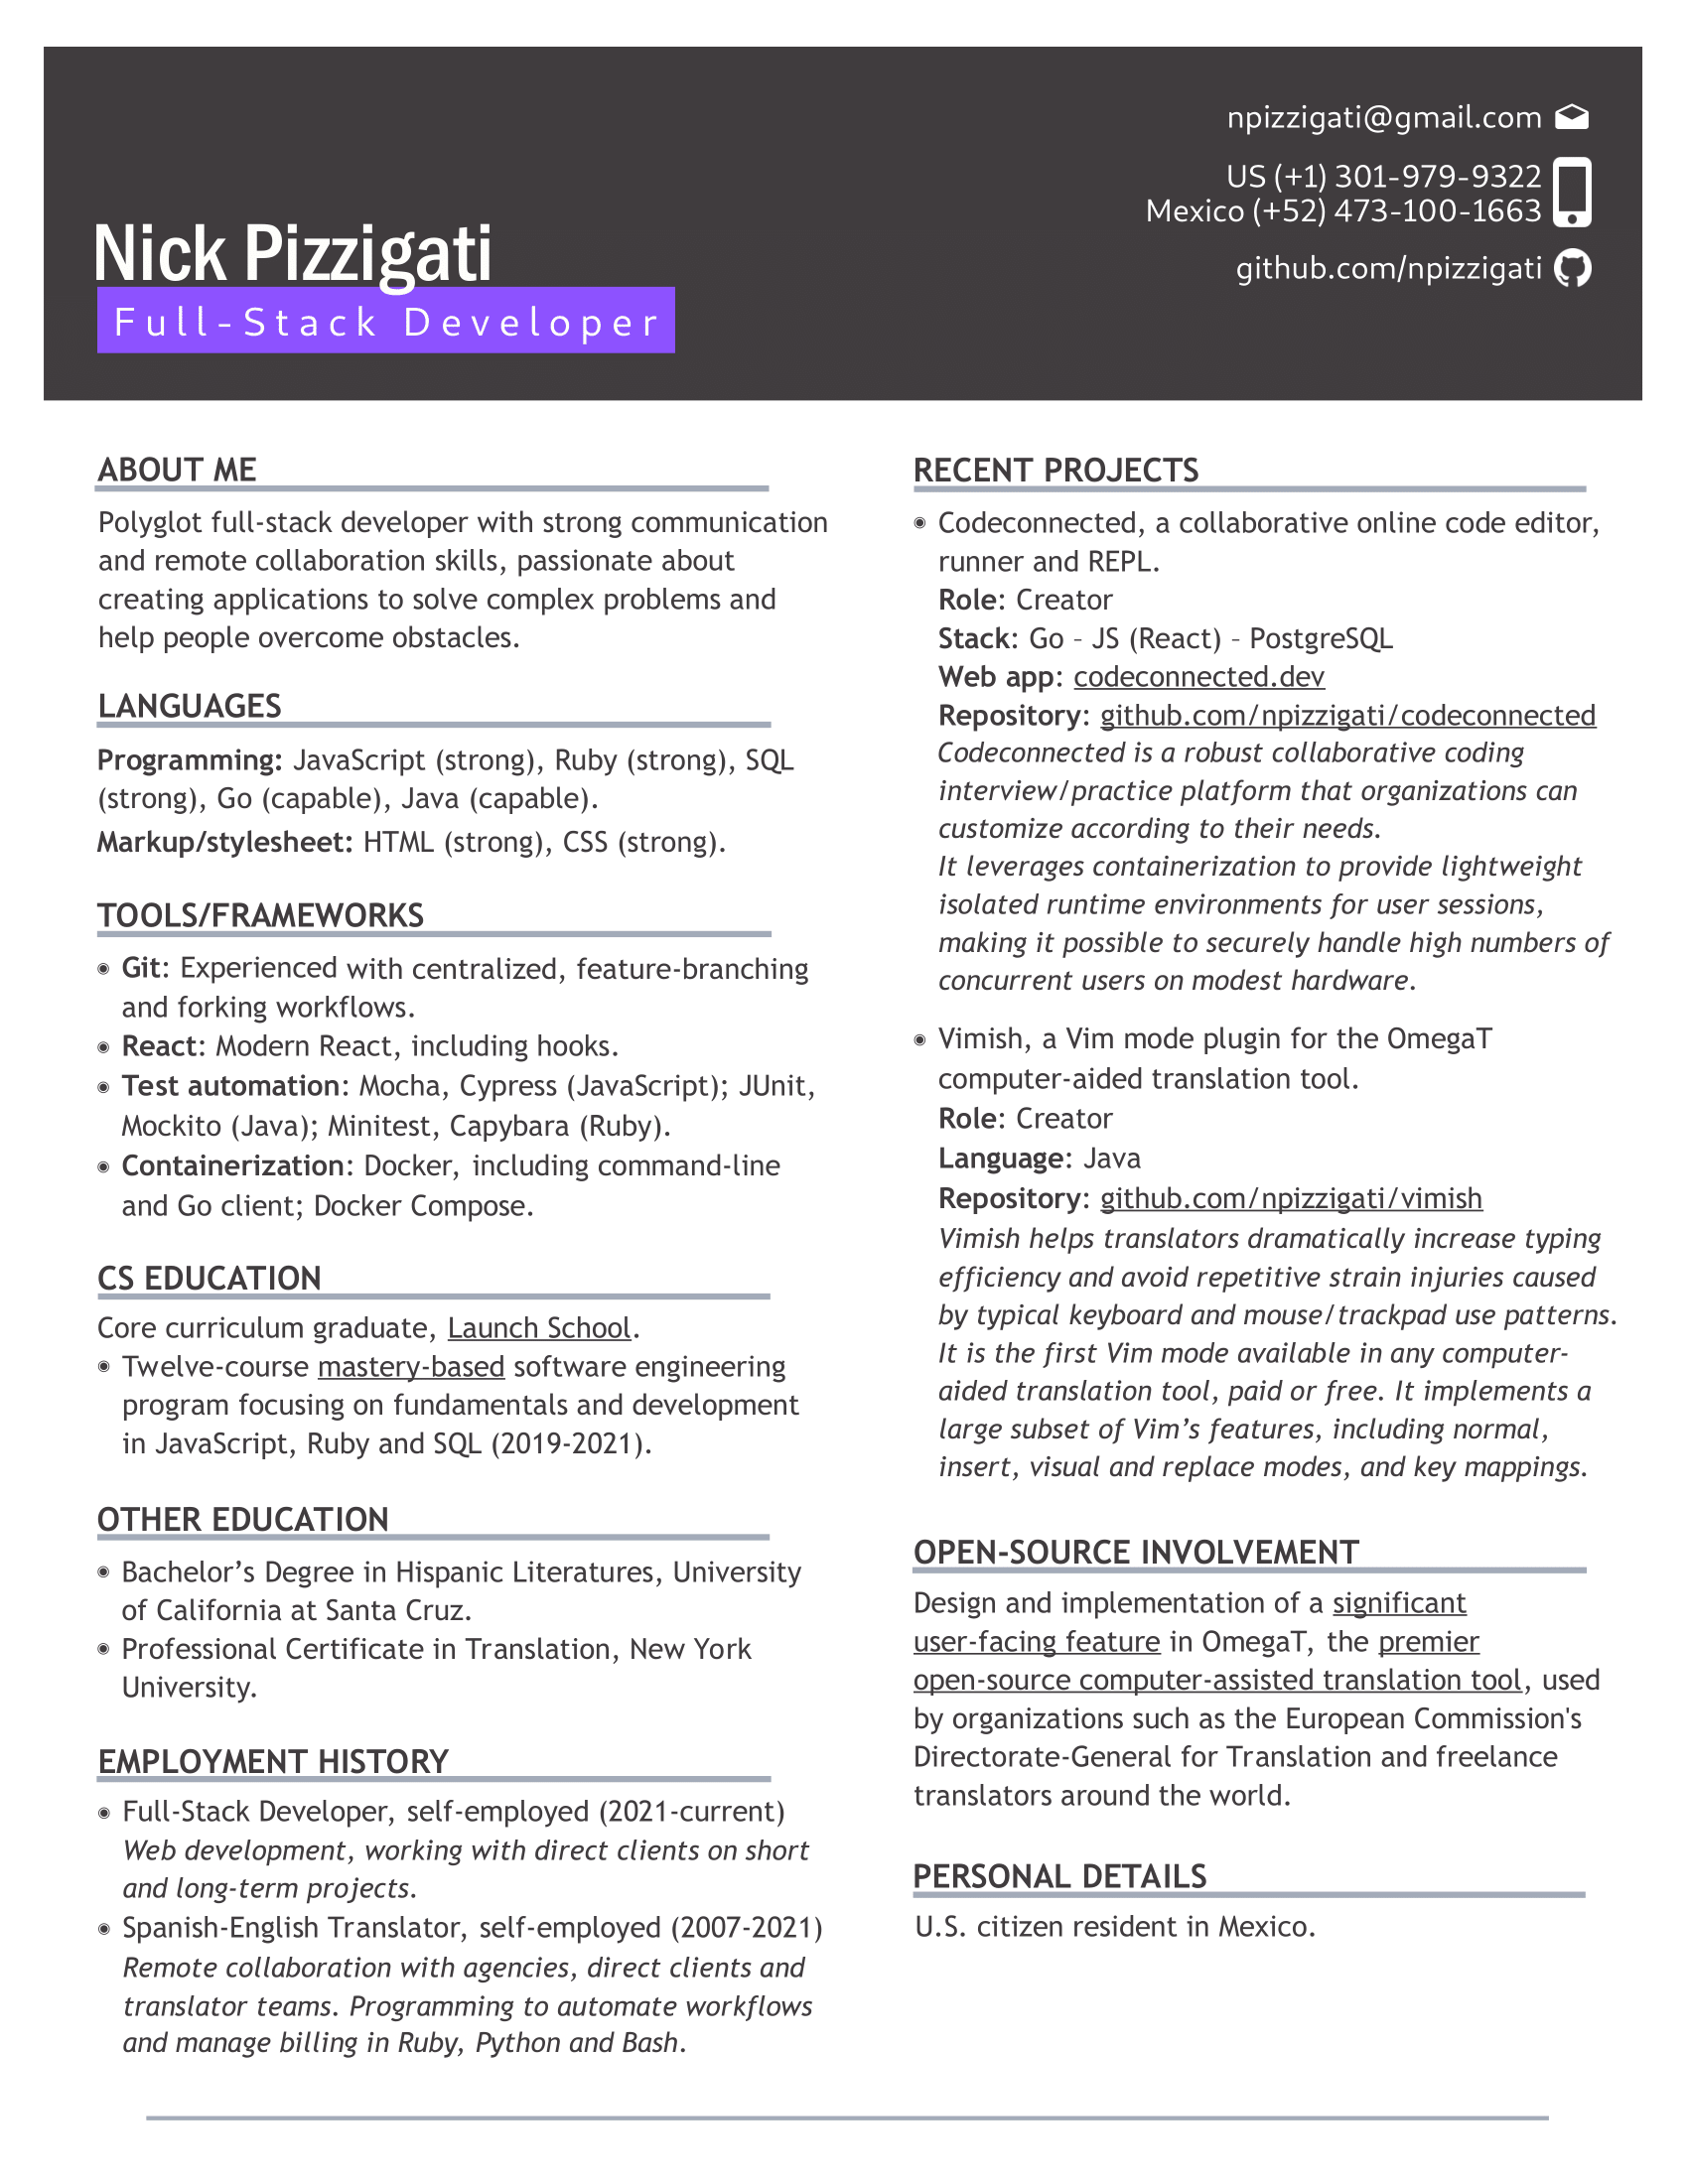 npizzigati@gmail.com
US (+1) 301-979-9322
Mexico (+52) 473-100-1663
github.com/npizzigati
Nick Pizzigati
Full-Stack Developer
ABOUT ME
Polyglot full-stack developer with strong communication
and remote collaboration skills, passionate about
creating applications to solve complex problems and
help people overcome obstacles.
LANGUAGES
Programming: JavaScript (strong), Ruby (strong), SQL
(strong), Go (capable), Java (capable).
Markup/stylesheet: HTML (strong), CSS (strong).
TOOLS/FRAMEWORKS
◉ Git: Experienced with centralized, feature-branching
and forking workflows.
◉ React: Modern React, including hooks.
◉ Test automation: Mocha, Cypress (JavaScript); JUnit,
Mockito (Java); Minitest, Capybara (Ruby).
◉ Containerization: Docker, including command-line
and Go client; Docker Compose.
CS EDUCATION
Core curriculum graduate, Launch School.
◉ Twelve-course mastery-based software engineering
program focusing on fundamentals and development
in JavaScript, Ruby and SQL (2019-2021).
OTHER EDUCATION
◉ Bachelor’s Degree in Hispanic Literatures, University
of California at Santa Cruz.
◉ Professional Certificate in Translation, New York
University.
EMPLOYMENT HISTORY
◉ Full-Stack Developer, self-employed (2021-current)
Web development, working with direct clients on short
and long-term projects.
◉ Spanish-English Translator, self-employed (2007-2021)
Remote collaboration with agencies, direct clients and
translator teams. Programming to automate workflows
and manage billing in Ruby, Python and Bash.
RECENT PROJECTS
◉ Codeconnected, a collaborative online code editor,
runner and REPL.
Role: Creator
Stack: Go – JS (React) – PostgreSQL
Web app: codeconnected.dev
Repository: github.com/npizzigati/codeconnected
Codeconnected is a robust collaborative coding
interview/practice platform that organizations can
customize according to their needs.
It leverages containerization to provide lightweight
isolated runtime environments for user sessions,
making it possible to securely handle high numbers of
concurrent users on modest hardware.
◉ Vimish, a Vim mode plugin for the OmegaT
computer-aided translation tool.
Role: Creator
Language: Java
Repository: github.com/npizzigati/vimish
Vimish helps translators dramatically increase typing
efficiency and avoid repetitive strain injuries caused
by typical keyboard and mouse/trackpad use patterns.
It is the first Vim mode available in any computer-
aided translation tool, paid or free. It implements a
large subset of Vim’s features, including normal,
insert, visual and replace modes, and key mappings.
OPEN-SOURCE INVOLVEMENT
Design and implementation of a significant
user-facing feature in OmegaT, the premier
open-source computer-assisted translation tool, used
by organizations such as the European Commission's
Directorate-General for Translation and freelance
translators around the world.
PERSONAL DETAILS
U.S. citizen resident in Mexico.